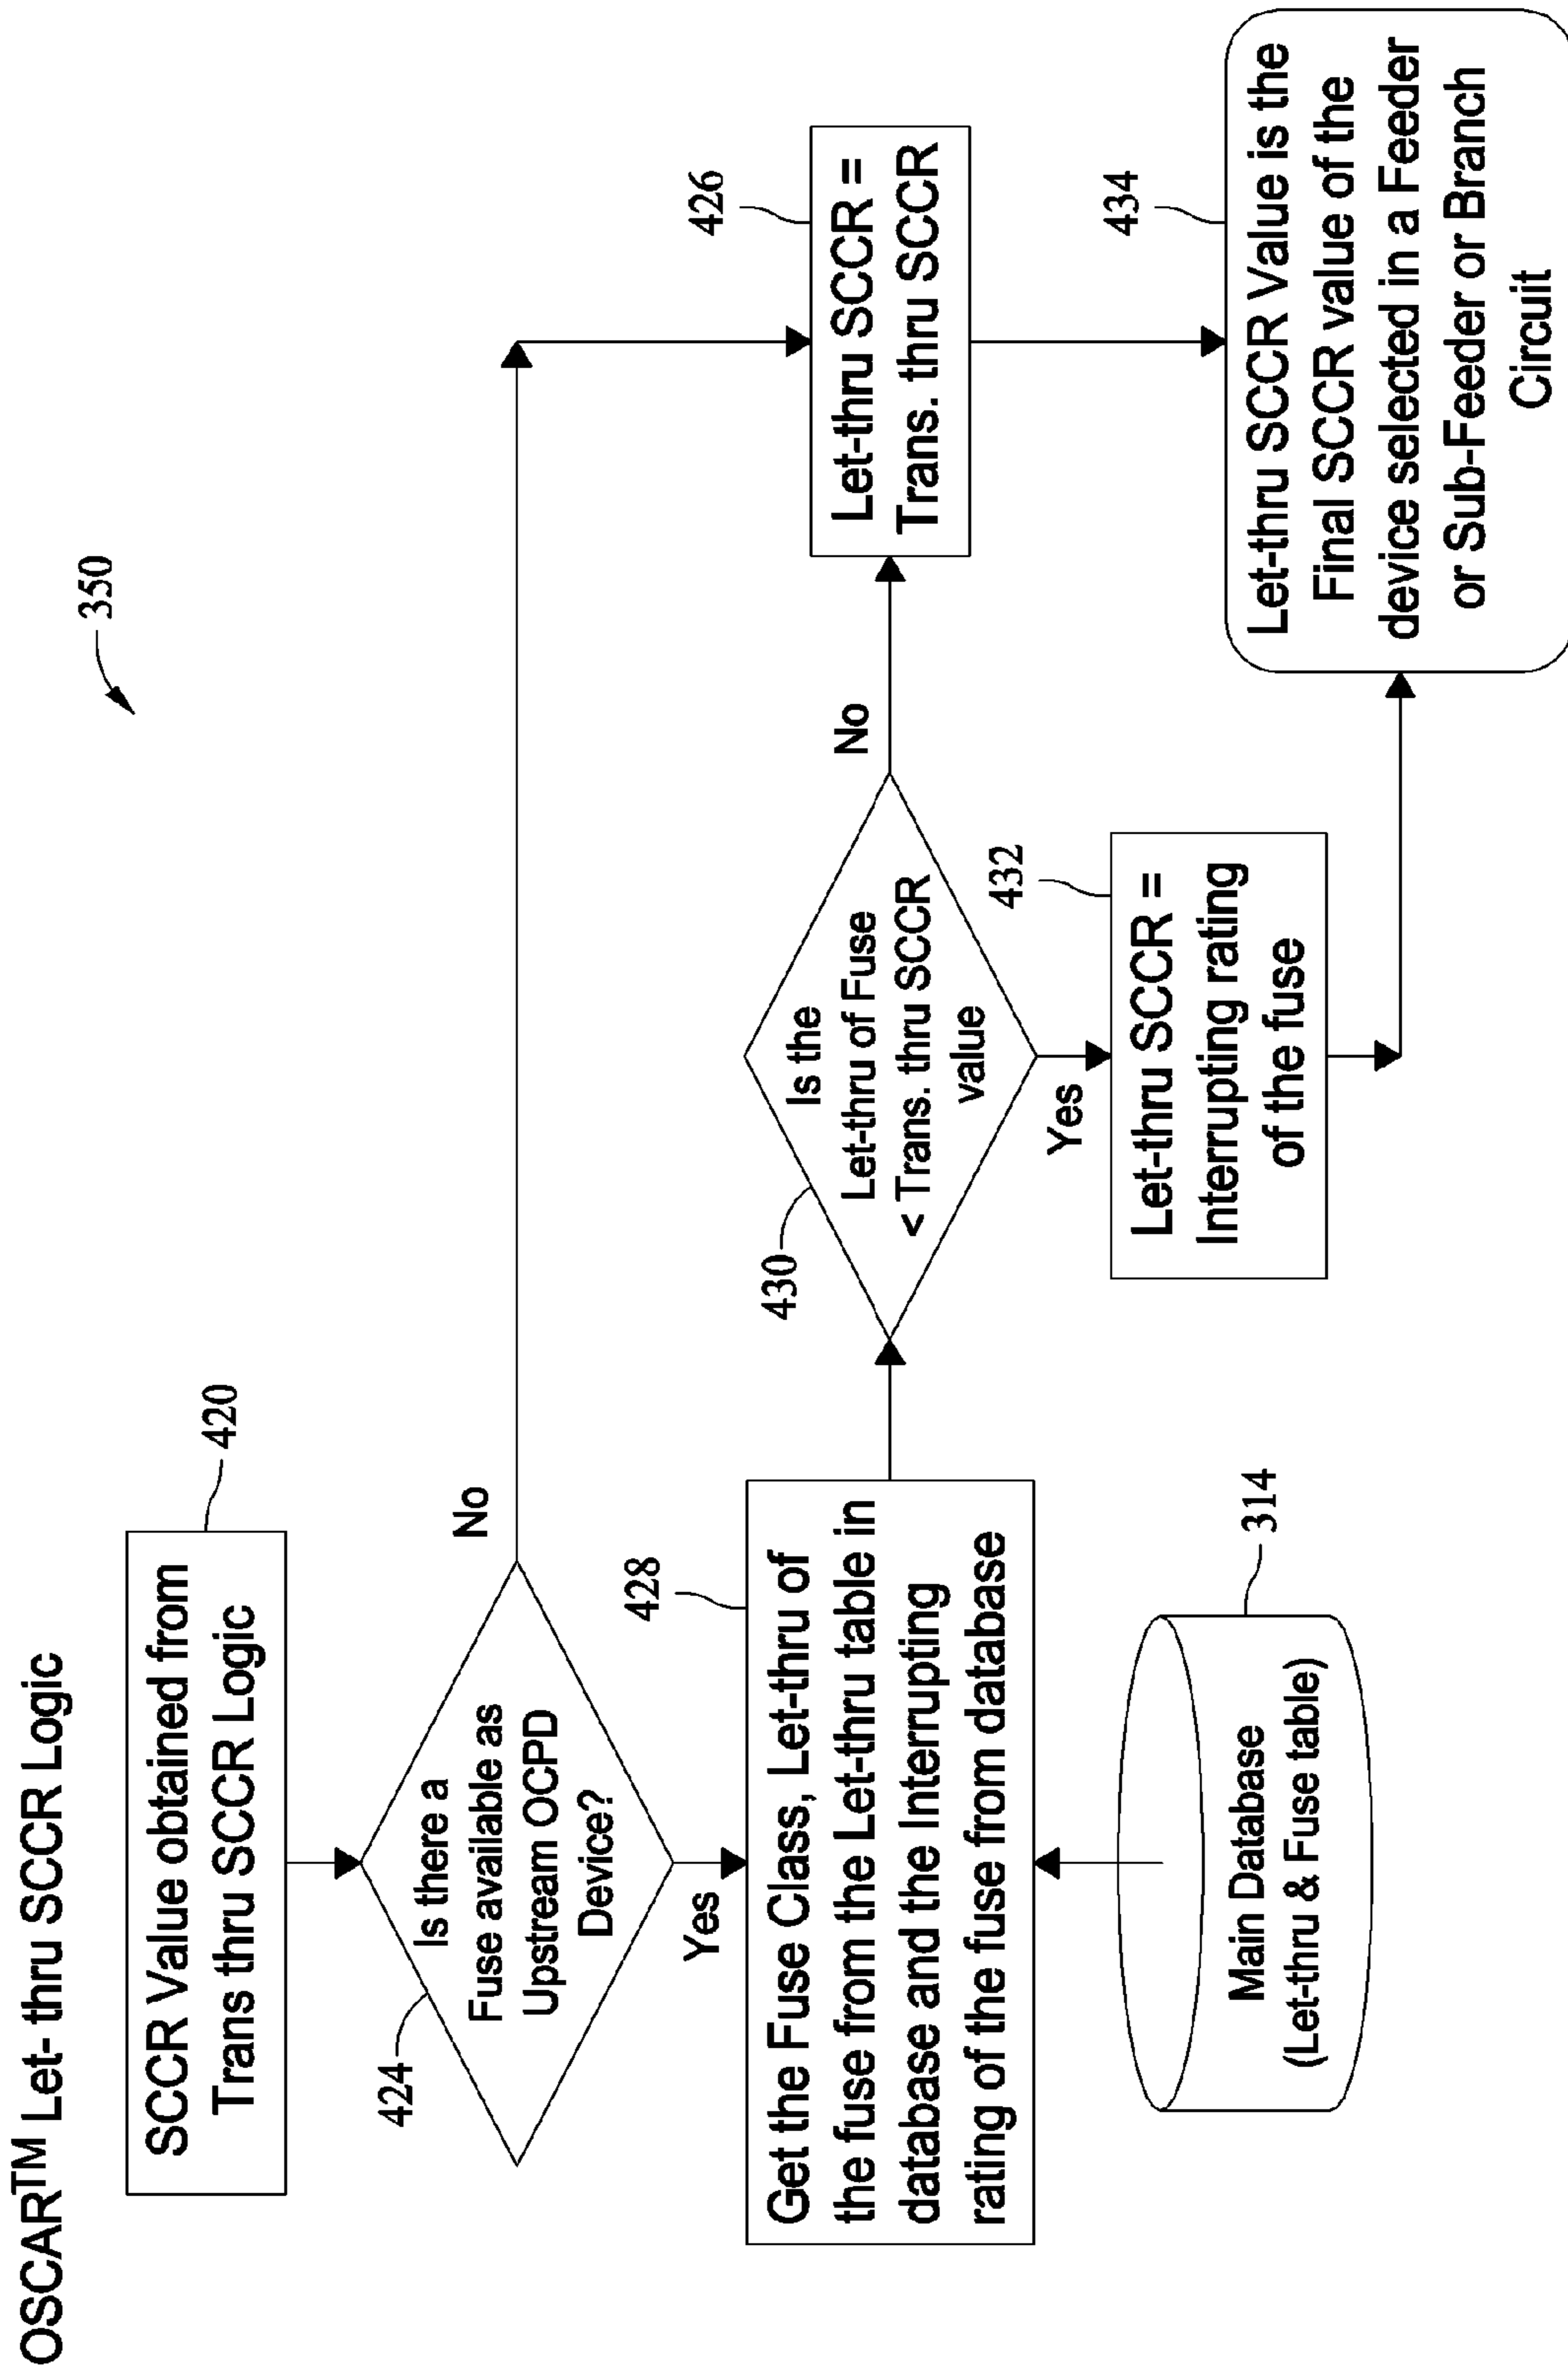 OSCAR™ Let- thru SCCR Logic
350
420
SCCR Value obtained from
Trans thru SCCR Logic
424
Is there a
Fuse available as
Upstream OCPD
Device?
No
Yes
426
Let-thru SCCR =
Trans. thru SCCR
428
Get the Fuse Class, Let-thru of
the fuse from the Let-thru table in
database and the Interrupting
rating of the fuse from database
314
Main Database
(Let-thru & Fuse table)
430
Is the
Let-thru of Fuse
< Trans. thru SCCR
value
No
Yes
432
Let-thru SCCR =
Interrupting rating
of the fuse
434
Let-thru SCCR Value is the
Final SCCR value of the
device selected in a Feeder
or Sub-Feeder or Branch
Circuit